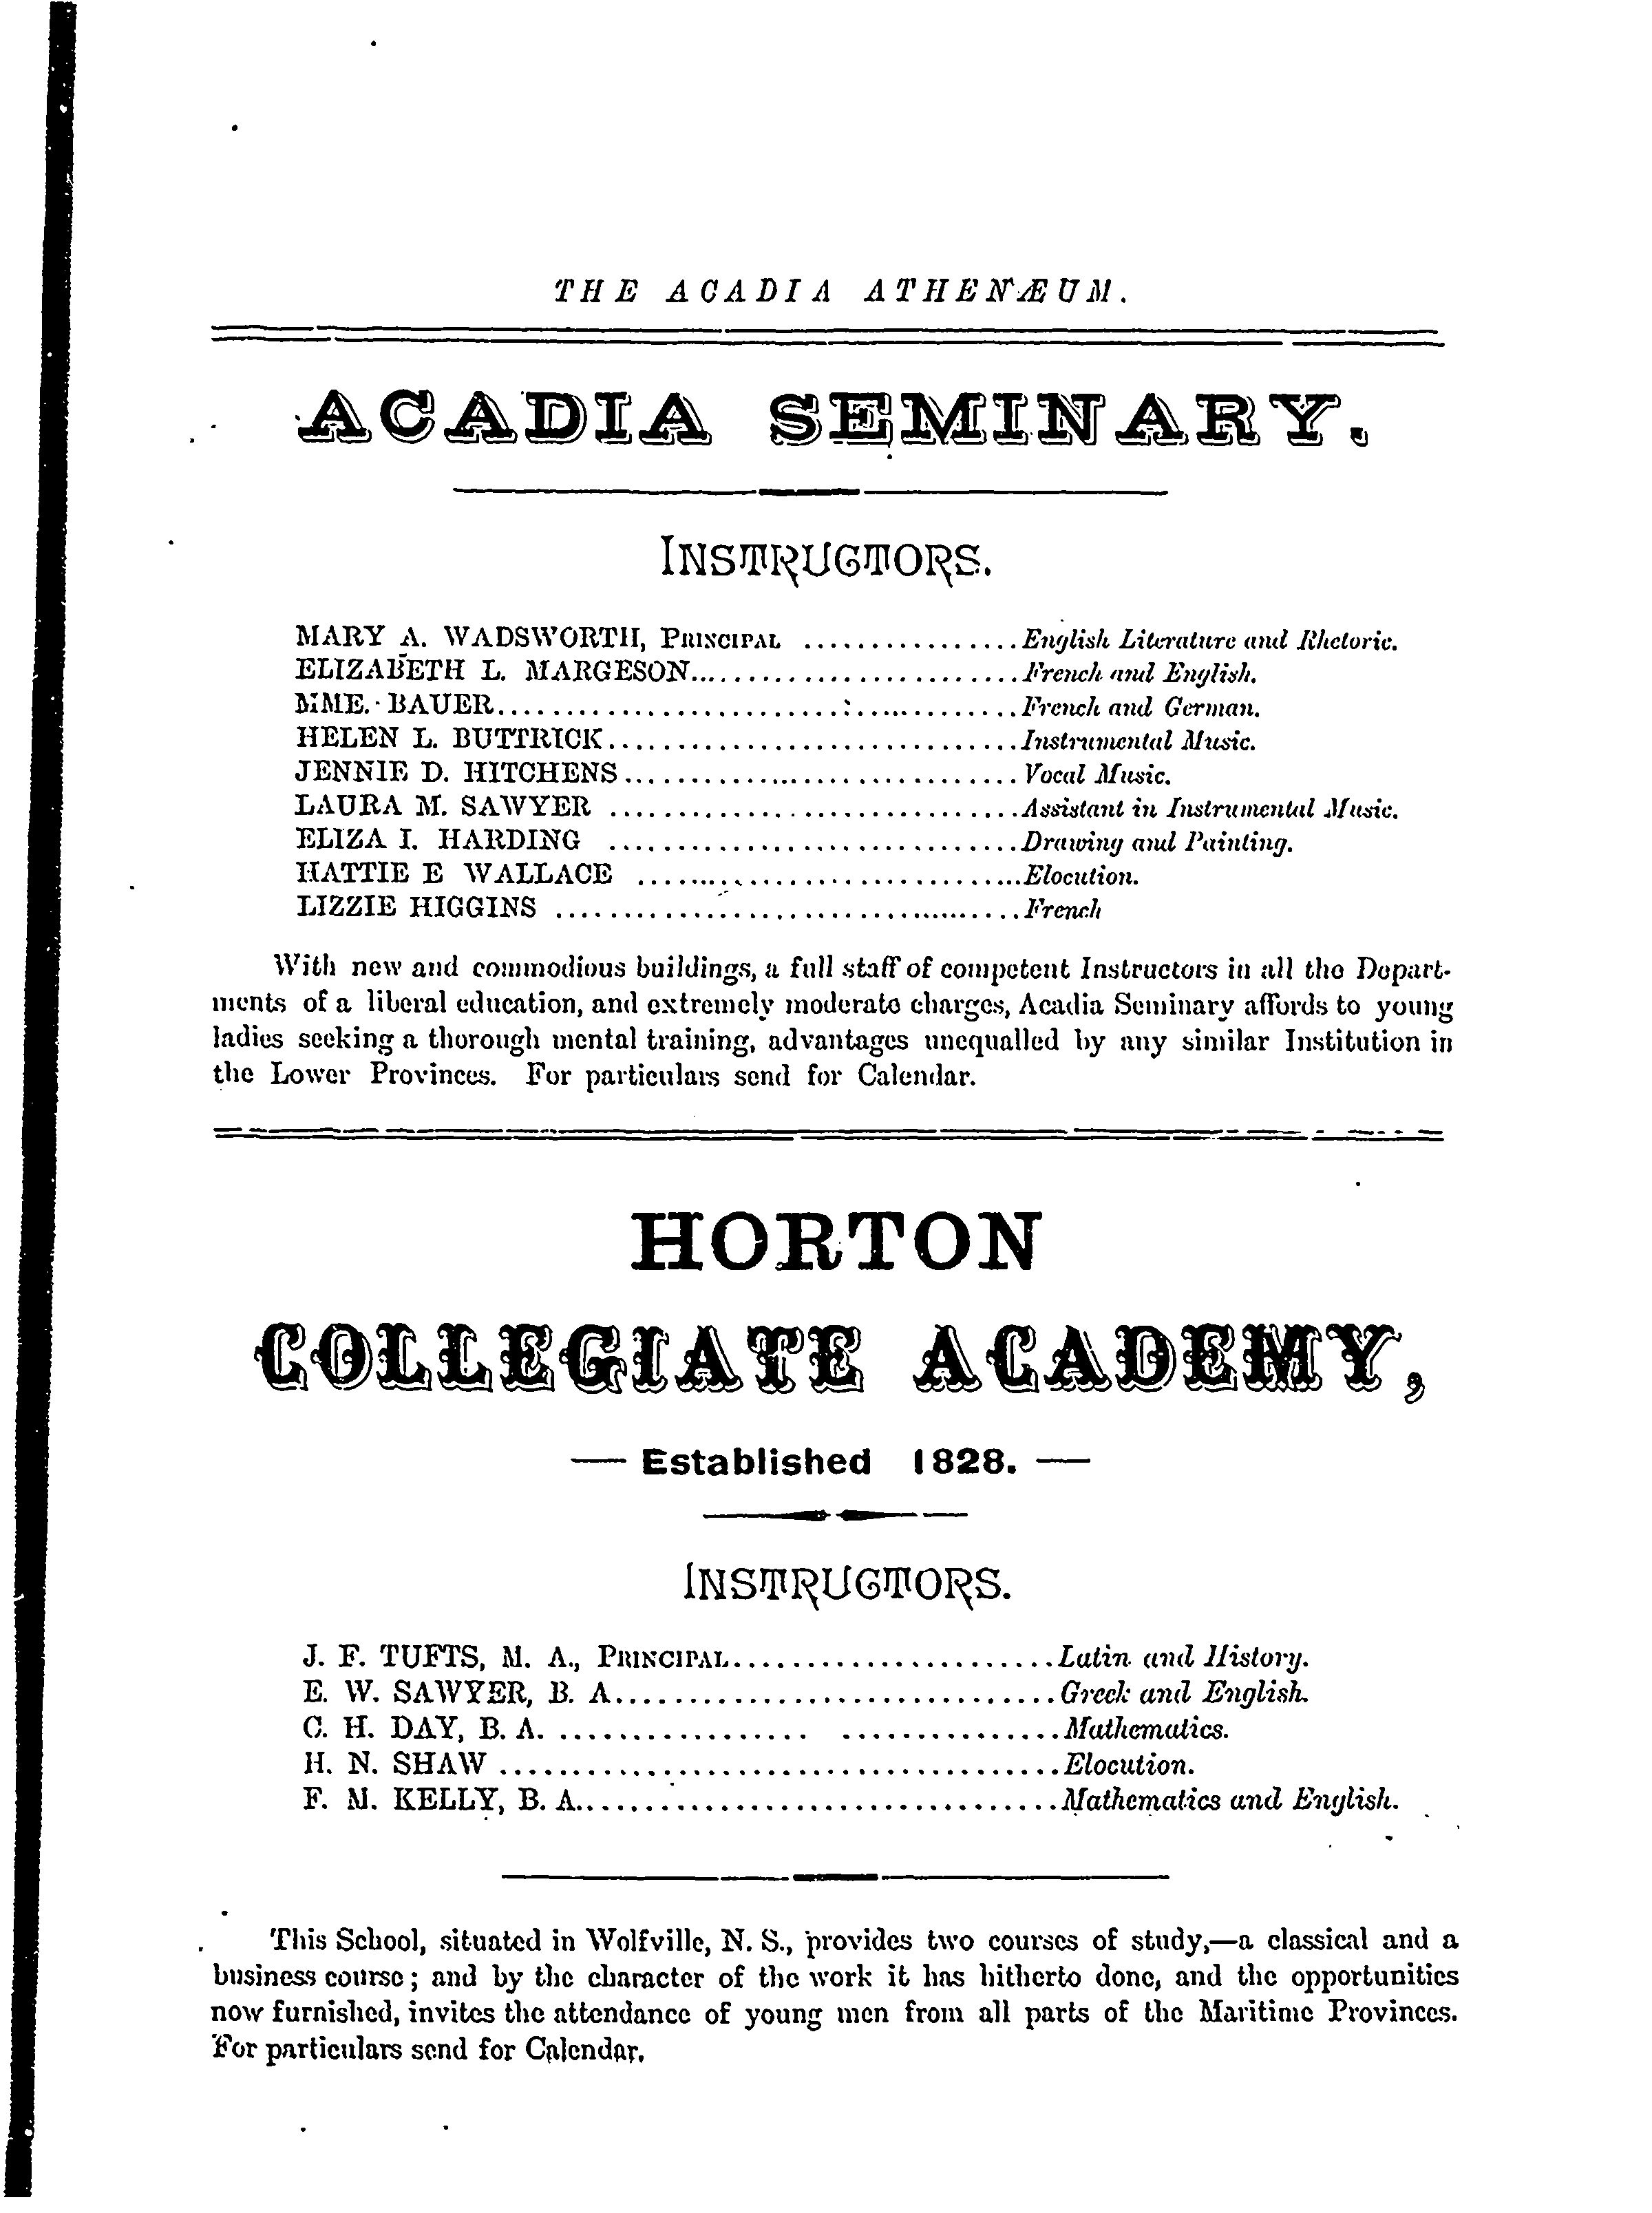 THE ACADIA ATHENÆUM.
ACADIA SEMINARY.
INSTRUCTORS.
MARY A. WADSWORTH, PRINCIPAL ................English Literature and Rhetoric.
ELIZABETH L. MARGESON........................French and English.
MME. BAUER......................................French and German.
HELEN L. BUTTRICK..............................Instrumental Music.
JENNIE D. HITCHENS.............................Vocal Music.
LAURA M. SAWYER ..............................Assistant in Instrumental Music.
ELIZA I. HARDING ..............................Drawing and Painting.
HATTIE E WALLACE ............................Elocution.
LIZZIE HIGGINS ..................................French
With new and commodious buildings, a full staff of competent Instructors in all the Depart-
ments of a liberal education, and extremely moderate charges, Acadia Seminary affords to young
ladies seeking a thorough mental training, advantages unequalled by any similar Institution in
the Lower Provinces. For particulars send for Calendar.
HORTON
COLLEGIATE ACADEMY,
— Established 1828. —
INSTRUCTORS.
J. F. TUFTS, M. A., PRINCIPAL......................Latin and History.
E. W. SAWYER, B. A..............................Greek and English.
C. H. DAY, B. A. ................. ...............Mathematics.
H. N. SHAW ......................................Elocution.
F. M. KELLY, B. A.................................Mathematics and English.
This School, situated in Wolfville, N. S., provides two courses of study,—a classical and a
business course; and by the character of the work it has hitherto done, and the opportunities
now furnished, invites the attendance of young men from all parts of the Maritime Provinces.
For particulars send for Calendar.